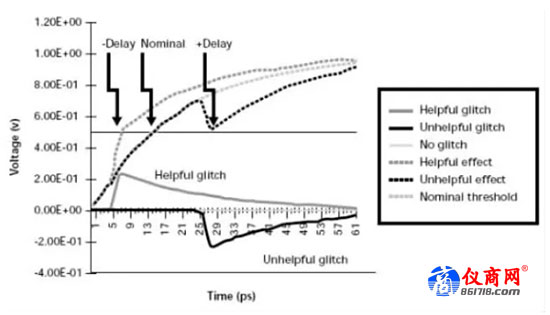 1.20E+00
1.00E+00
8.00E-01
6.00E-01
4.00E-01
2.00E-01
0.00E+00
-2.00E-01
-4.00E-01
Voltage (v)
-Delay Nominal +Delay
Helpful glitch
Unhelpful glitch
1 5 9 13 17 21 25 29 33 37 41 45 49 53 57 61
Time (ps)
Helpful glitch
Unhelpful glitch
No glitch
Helpful effect
Unhelpful effect
Nominal threshold
商 仪商网®
861718.com